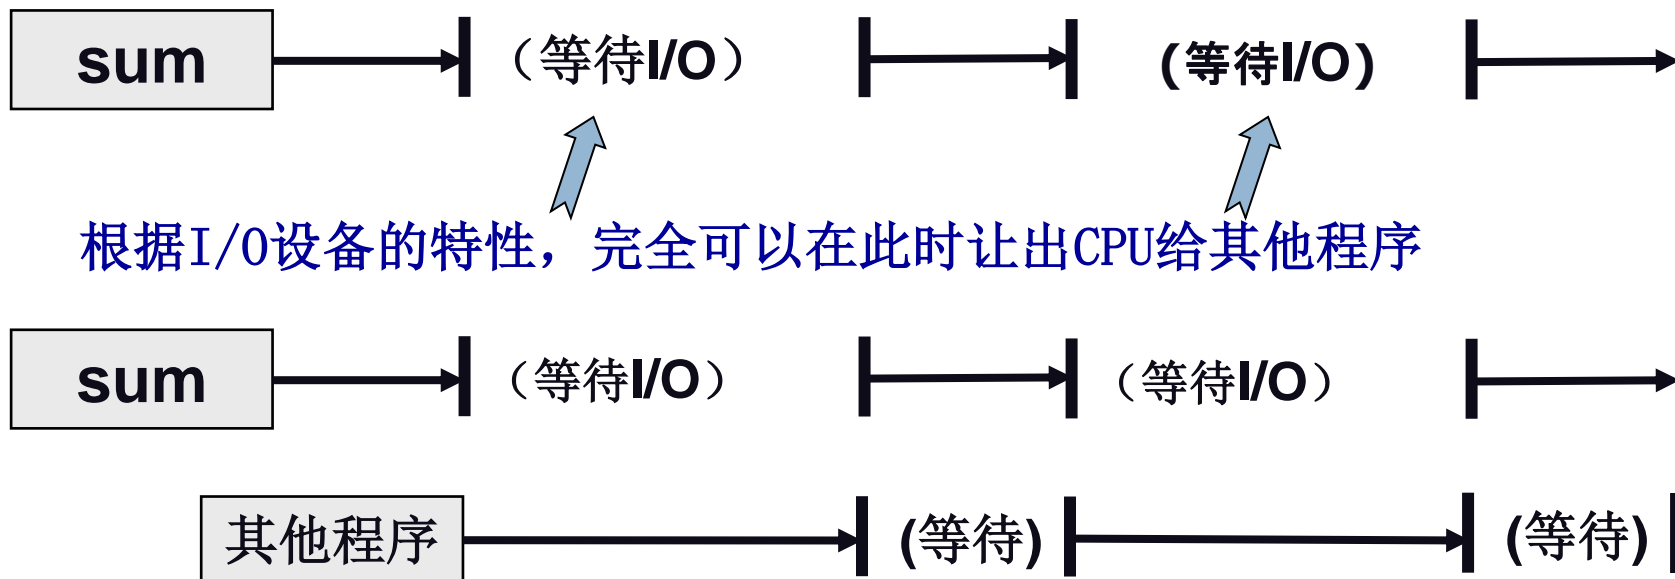 sum （等待I/O） (等待I/O)
根据I/O设备的特性，完全可以在此时让出CPU给其他程序
sum （等待I/O） （等待I/O）
其他程序 (等待) (等待)